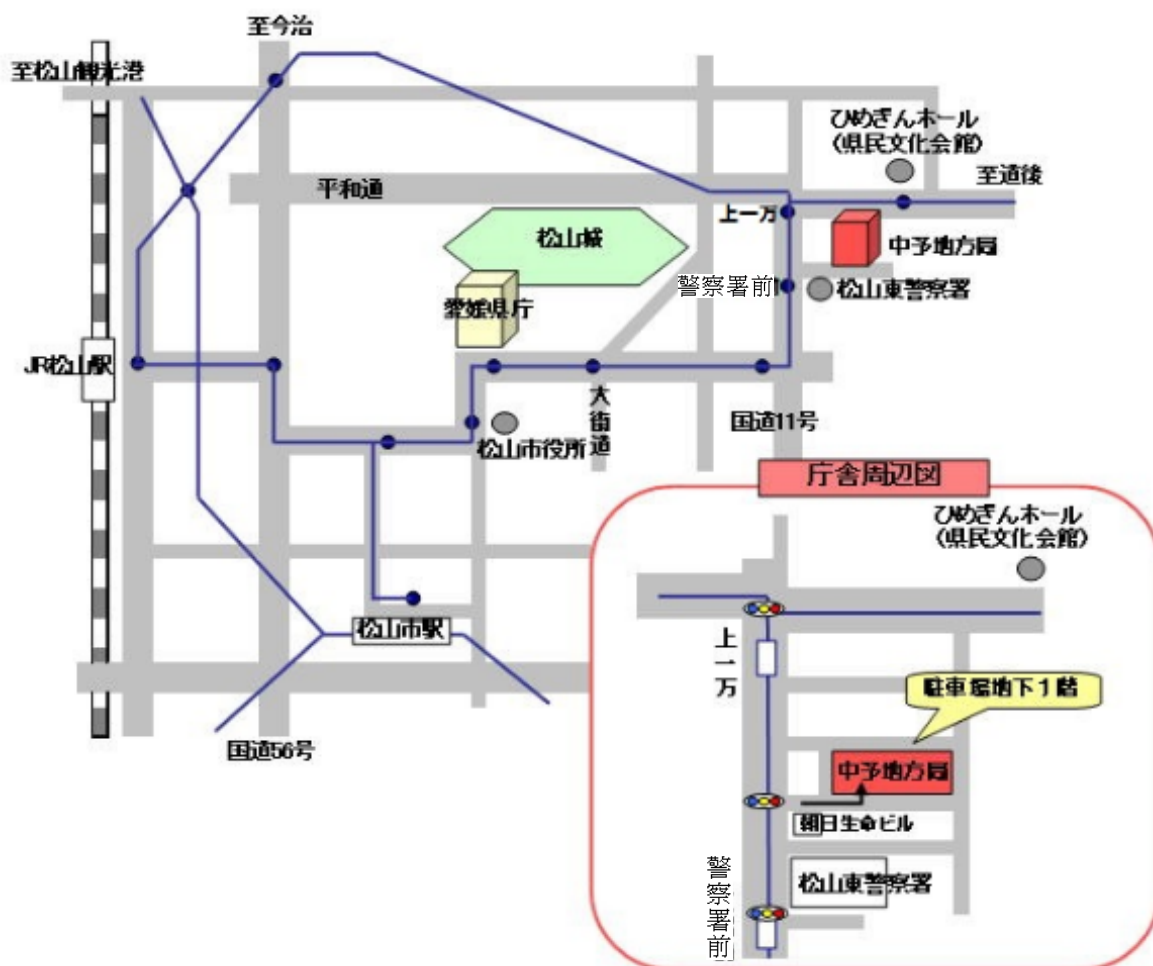 至今治
至松山観光港
ひめぎんホール
(県民文化会館)
至道後
平和通
上一万
松山城
中予地方局
警察署前
松山東警察署
愛媛県庁
JR松山駅
大街道
国道11号
松山市役所
松山市駅
国道56号
庁舎周辺図
ひめぎんホール
(県民文化会館)
上一万
駐車場地下1階
中予地方局
朝日生命ビル
松山東警察署
警察署前